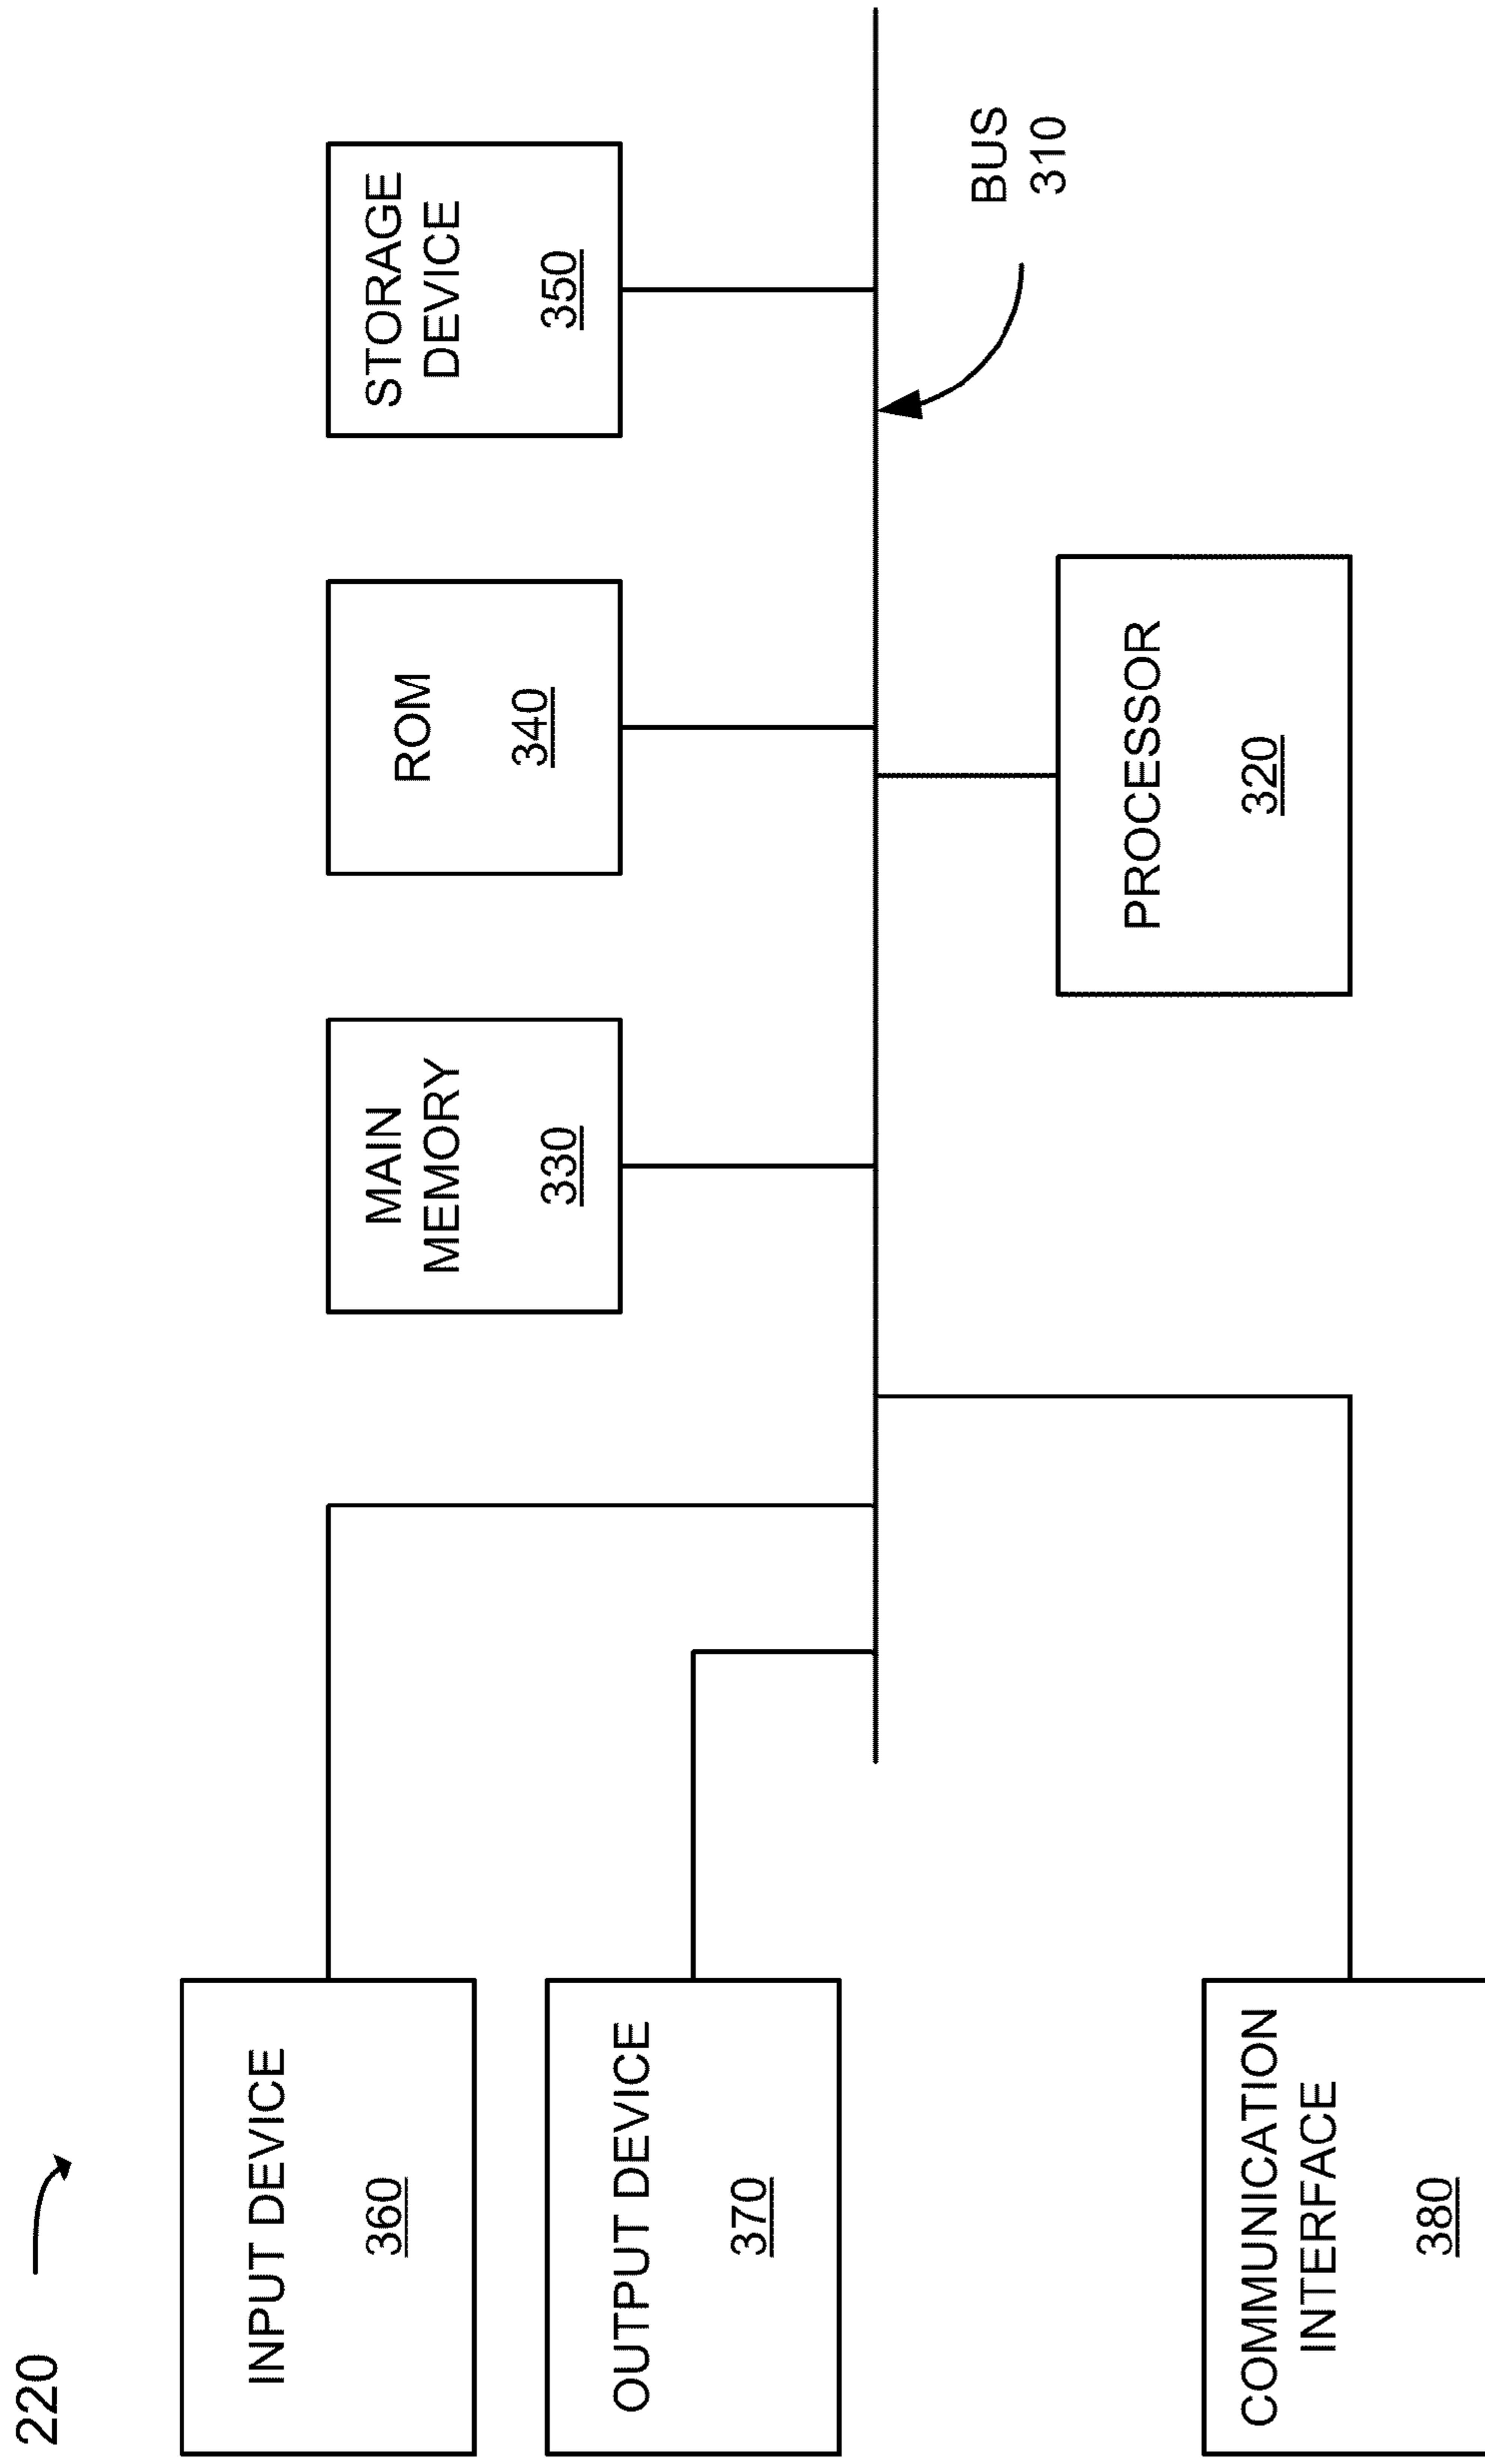 220
INPUT DEVICE
360
OUTPUT DEVICE
370
COMMUNICATION
INTERFACE
380
MAIN
MEMORY
330
ROM
340
STORAGE
DEVICE
350
PROCESSOR
320
BUS
310